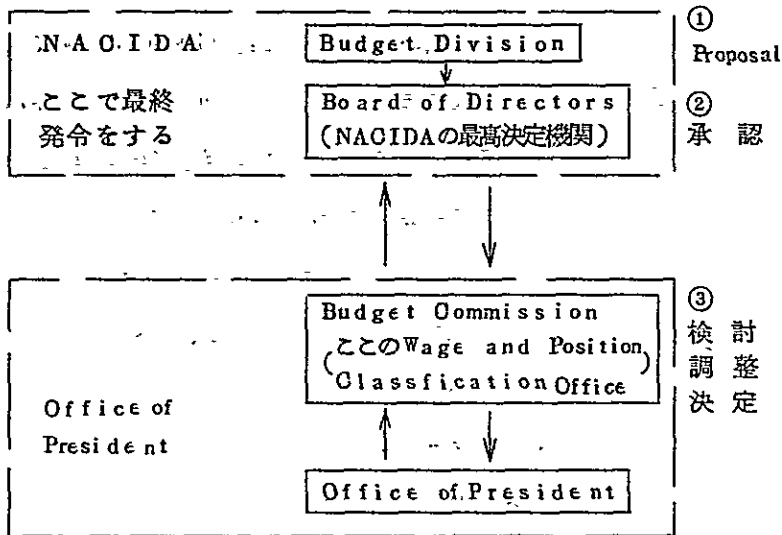 ①
Proposal
NACIDA
Budget Division
ここで最終
発令をする
Board of Directors
(NACIDAの最高決定機関)
②
承認
Budget Commission
(ここのWage and Position
Classfication Office)
③
検討
調整
決定
Office of
President
Office of President